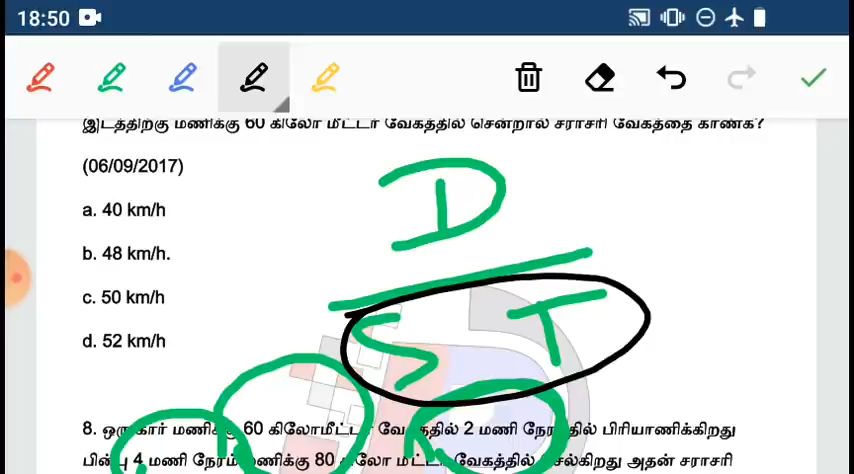 18:50
இடத்திற்கு மணிக்கு 60 கிலோ மீட்டர் வேகத்தில் சென்றால் சராசரி வேகத்தை காண்க?
(06/09/2017)
a. 40 km/h
b. 48 km/h.
c. 50 km/h
d. 52 km/h
D
S T
8. ஒரு கார் மணிக்கு 60 கிலோமீட்டர் வேகத்தில் 2 மணி நேரத்தில் பிரியாணிக்கிறது
பின்பு 4 மணி நேரம் மணிக்கு 80 கிலோ மீட்டர் வேகத்தில் செல்கிறது அதன் சராசரி